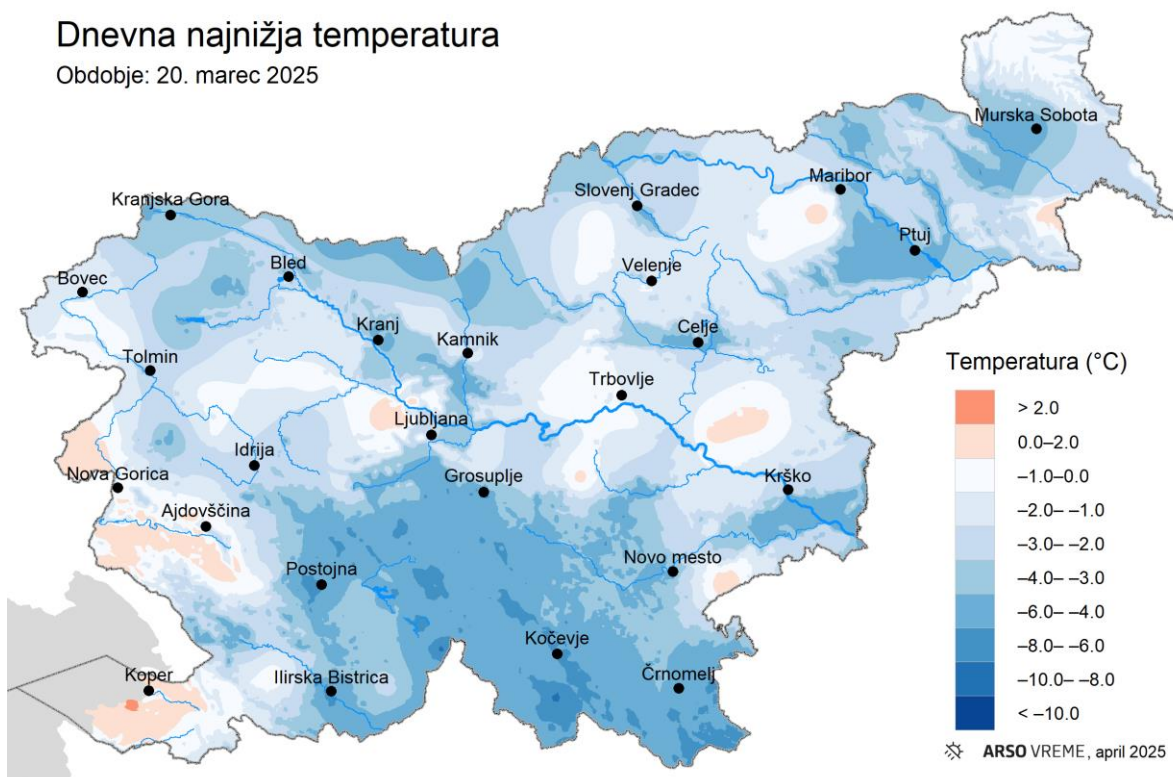 Dnevna najnižja temperatura
Obdobje: 20. marec 2025
Murska Sobota
Maribor
Slovenj Gradec
Kranjska Gora
Ptuj
Velenje
Bled
Bovec
Kranj
Kamnik
Celje
Tolmin
Trbovlje
Ljubljana
Idrija
Nova Gorica
Grosuplje
Krško
Ajdovščina
Novo mesto
Postojna
Kočevje
Koper
Ilirska Bistrica
Črnomelj
Temperatura (°C)
> 2.0
0.0–2.0
–1.0–0.0
–2.0– –1.0
–3.0– –2.0
–4.0– –3.0
–6.0– –4.0
–8.0– –6.0
–10.0– –8.0
< –10.0
ARSO VREME, april 2025